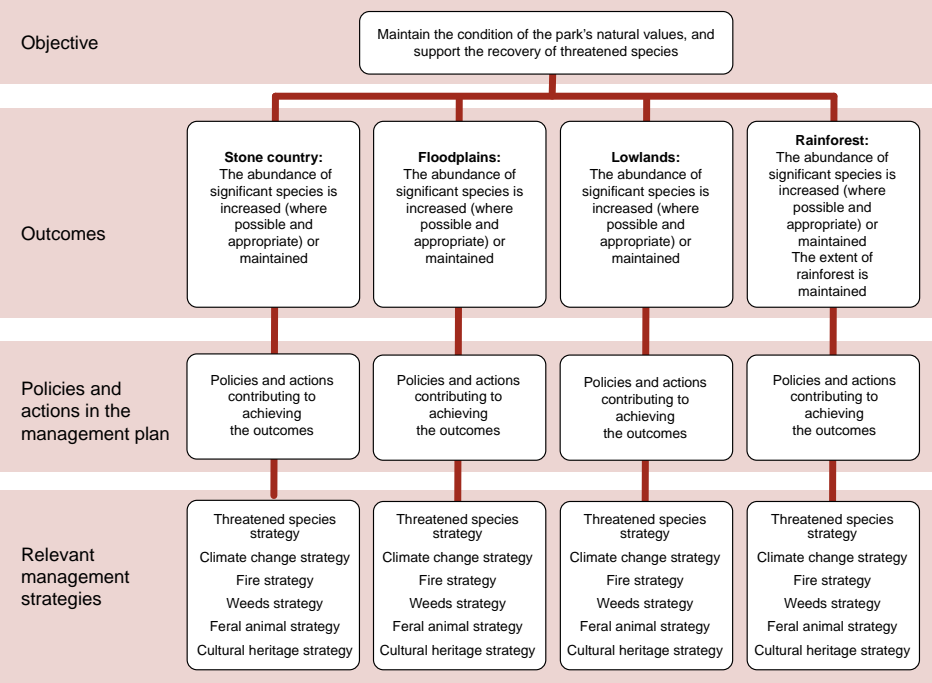 Objective
Maintain the condition of the park’s natural values, and
support the recovery of threatened species
Outcomes
Stone country:
The abundance of
significant species is
increased (where
possible and
appropriate) or
maintained
Floodplains:
The abundance of
significant species is
increased (where
possible and
appropriate) or
maintained
Lowlands:
The abundance of
significant species is
increased (where
possible and
appropriate) or
maintained
Rainforest:
The abundance of
significant species is
increased (where
possible and
appropriate) or
maintained
The extent of
rainforest is
maintained
Policies and
actions in the
management plan
Policies and actions
contributing to
achieving
the outcomes
Policies and actions
contributing to
achieving
the outcomes
Policies and actions
contributing to
achieving
the outcomes
Policies and actions
contributing to
achieving
the outcomes
Relevant
management
strategies
Threatened species
strategy
Climate change strategy
Fire strategy
Weeds strategy
Feral animal strategy
Cultural heritage strategy
Threatened species
strategy
Climate change strategy
Fire strategy
Weeds strategy
Feral animal strategy
Cultural heritage strategy
Threatened species
strategy
Climate change strategy
Fire strategy
Weeds strategy
Feral animal strategy
Cultural heritage strategy
Threatened species
strategy
Climate change strategy
Fire strategy
Weeds strategy
Feral animal strategy
Cultural heritage strategy